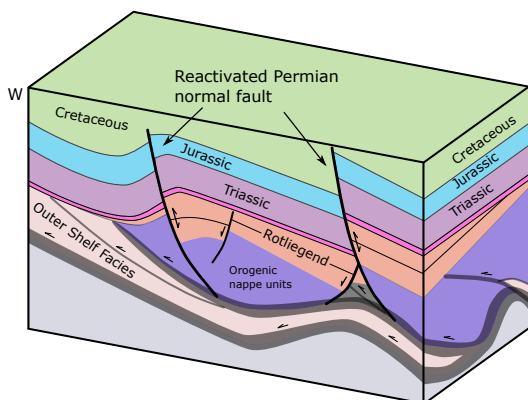 W
Reactivated Permian
normal fault
Cretaceous
Jurassic
Triassic
Rotliegend
Outer Shelf Facies
Orogenic
nappe units
Cretaceous
Jurassic
Triassic